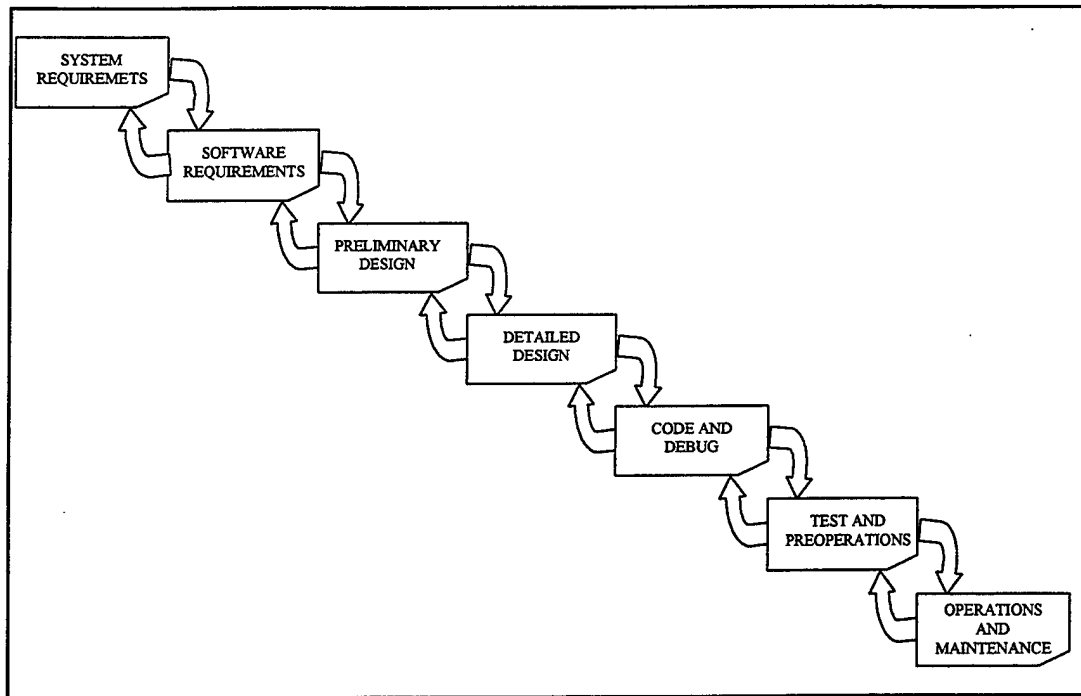 SYSTEM
REQUIREMETS
SOFTWARE
REQUIREMENTS
PRELIMINARY
DESIGN
DETAILED
DESIGN
CODE AND
DEBUG
TEST AND
PREOPERATIONS
OPERATIONS
AND
MAINTENANCE